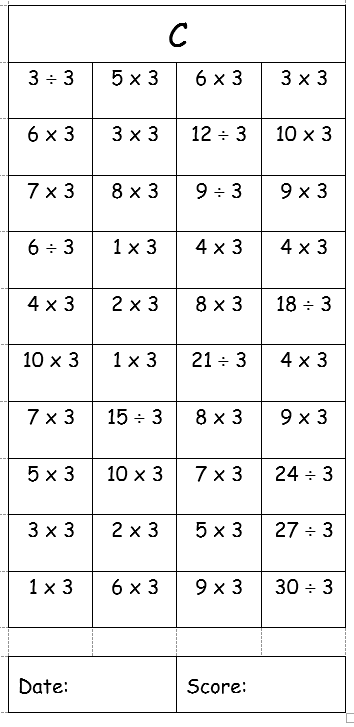 C
3 ÷ 3 5 x 3 6 x 3 3 x 3
6 x 3 3 x 3 12 ÷ 3 10 x 3
7 x 3 8 x 3 9 ÷ 3 9 x 3
6 ÷ 3 1 x 3 4 x 3 4 x 3
4 x 3 2 x 3 8 x 3 18 ÷ 3
10 x 3 1 x 3 21 ÷ 3 4 x 3
7 x 3 15 ÷ 3 8 x 3 9 x 3
5 x 3 10 x 3 7 x 3 24 ÷ 3
3 x 3 2 x 3 5 x 3 27 ÷ 3
1 x 3 6 x 3 9 x 3 30 ÷ 3
Date: Score: